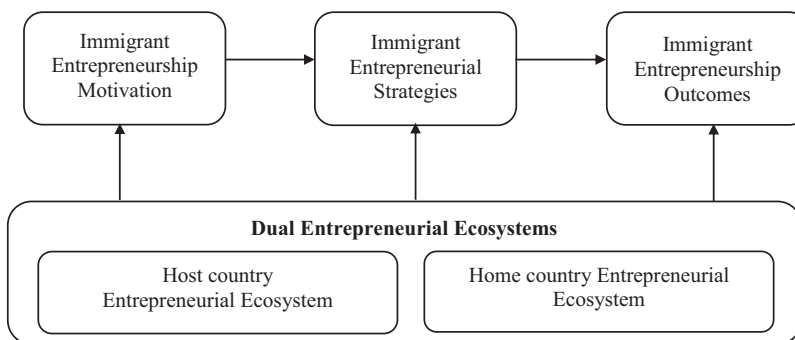 Immigrant
Entrepreneurship
Motivation
Immigrant
Entrepreneurial
Strategies
Immigrant
Entrepreneurship
Outcomes
Dual Entrepreneurial Ecosystems
Host country
Entrepreneurial Ecosystem
Home country Entrepreneurial
Ecosystem